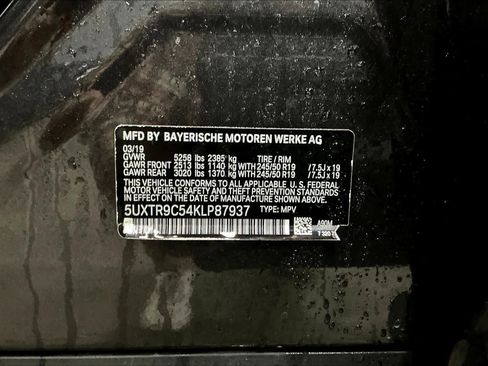 MFD BY BAYERISCHE MOTOREN WERKE AG
03/19
GVWR 5258 lbs 2385 kg TIRE / RIM
GAWR FRONT 2513 lbs 1140 kg WITH 245/50 R19 /7.5J x 19
GAWR REAR 3020 lbs 1370 kg WITH 245/50 R19 /7.5J x 19
THIS VEHICLE CONFORMS TO ALL APPLICABLE U. S. FEDERAL
MOTOR VEHICLE SAFETY, BUMPER, AND THEFT PREVENTION
STANDARDS IN EFFECT ON THE DATE OF MANUFACTURE SHOWN ABOVE.
5UXTR9C54KLP87937 TYPE: MPV
A90M